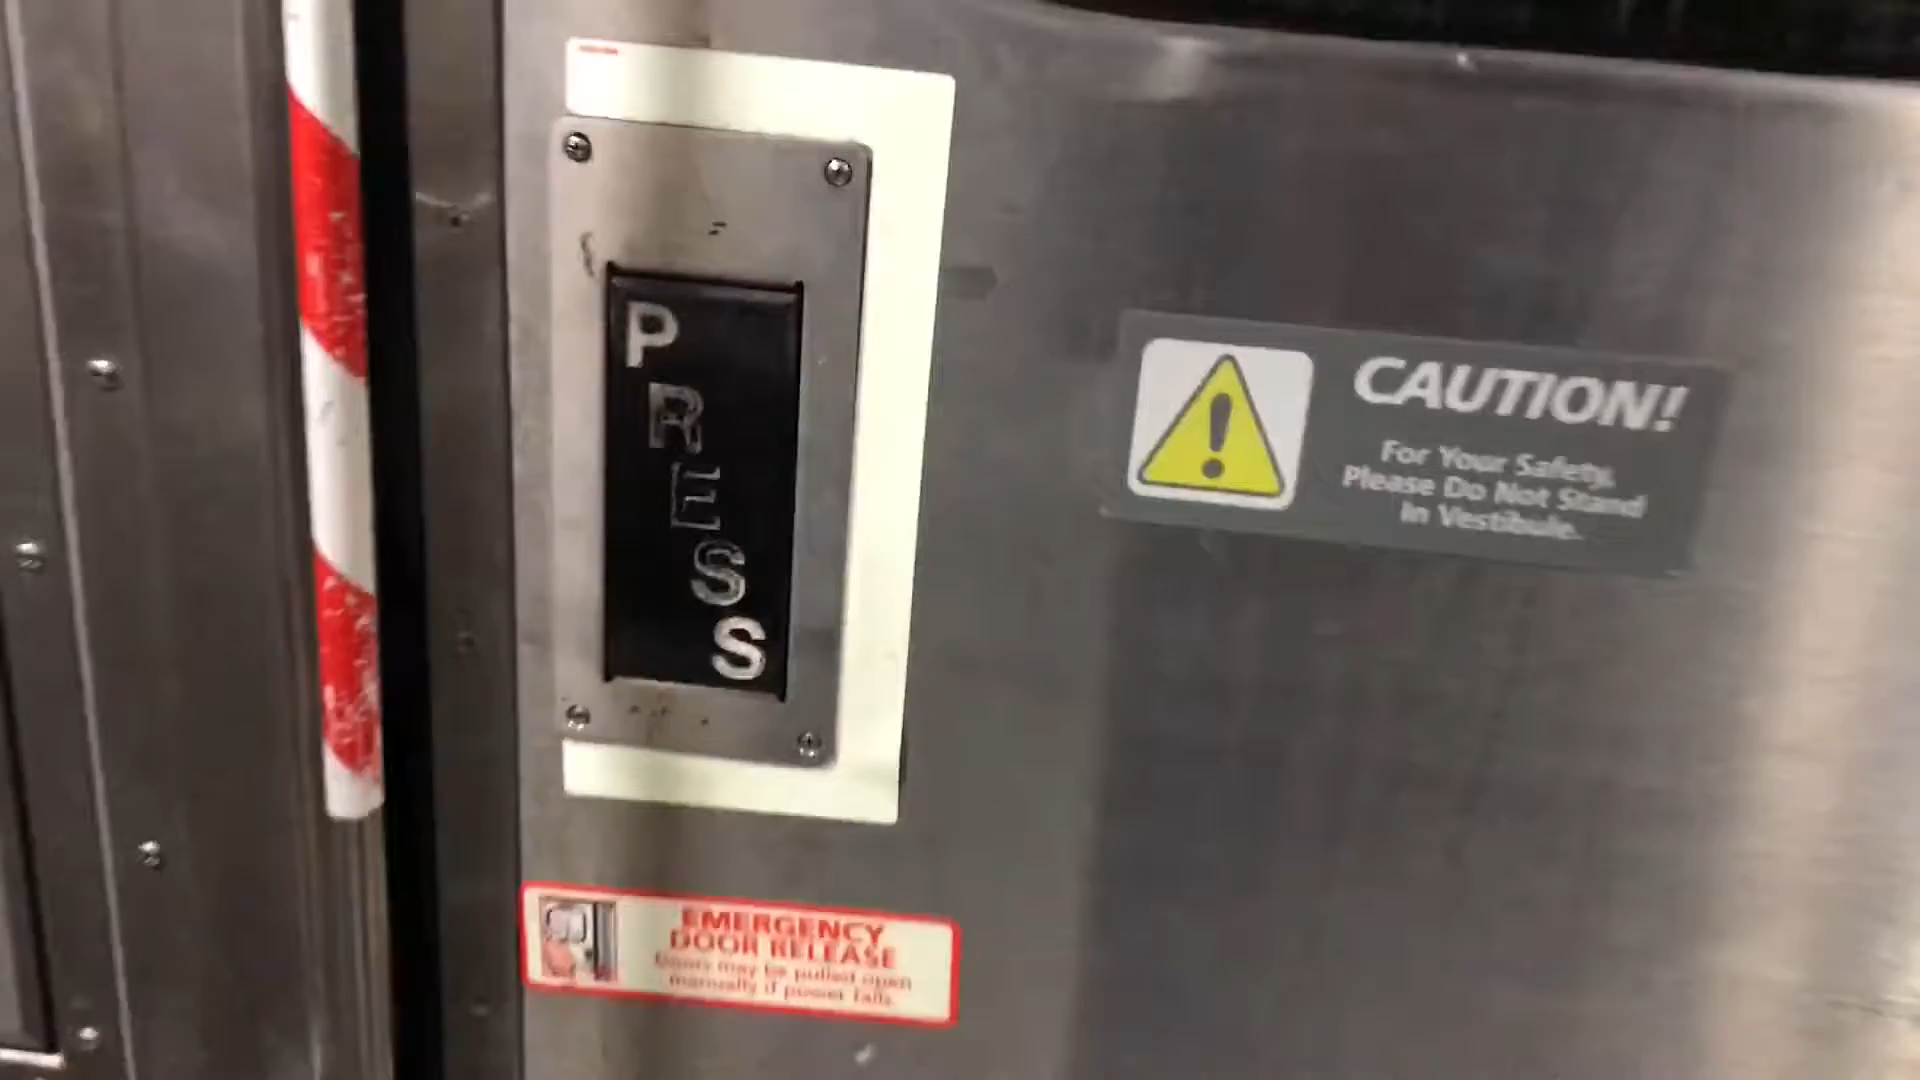 PRESS
CAUTION!
For Your Safety,
Please Do Not Stand
In Vestibule.
EMERGENCY
DOOR RELEASE
Doors may be pulled open
manually if power fails